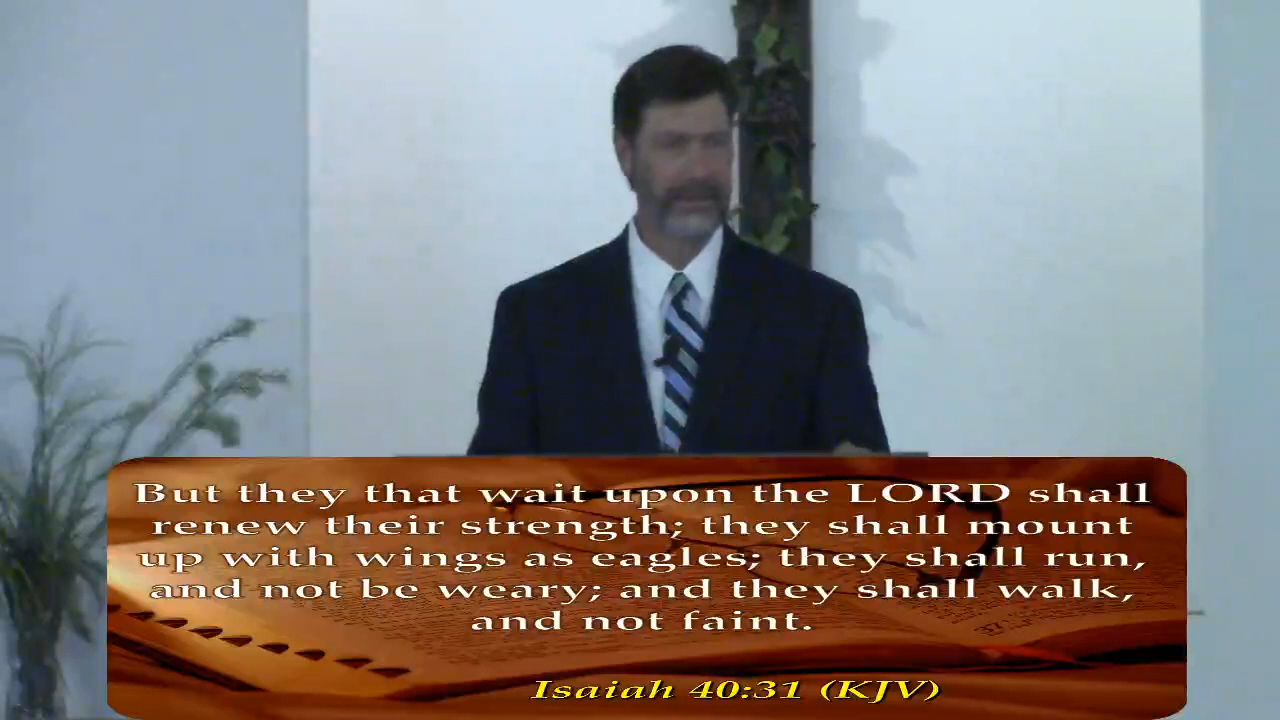 But they that wait upon the LORD shall
renew their strength; they shall mount
up with wings as eagles; they shall run,
and not be weary; and they shall walk,
and not faint.
Isaiah 40:31 (KJV)